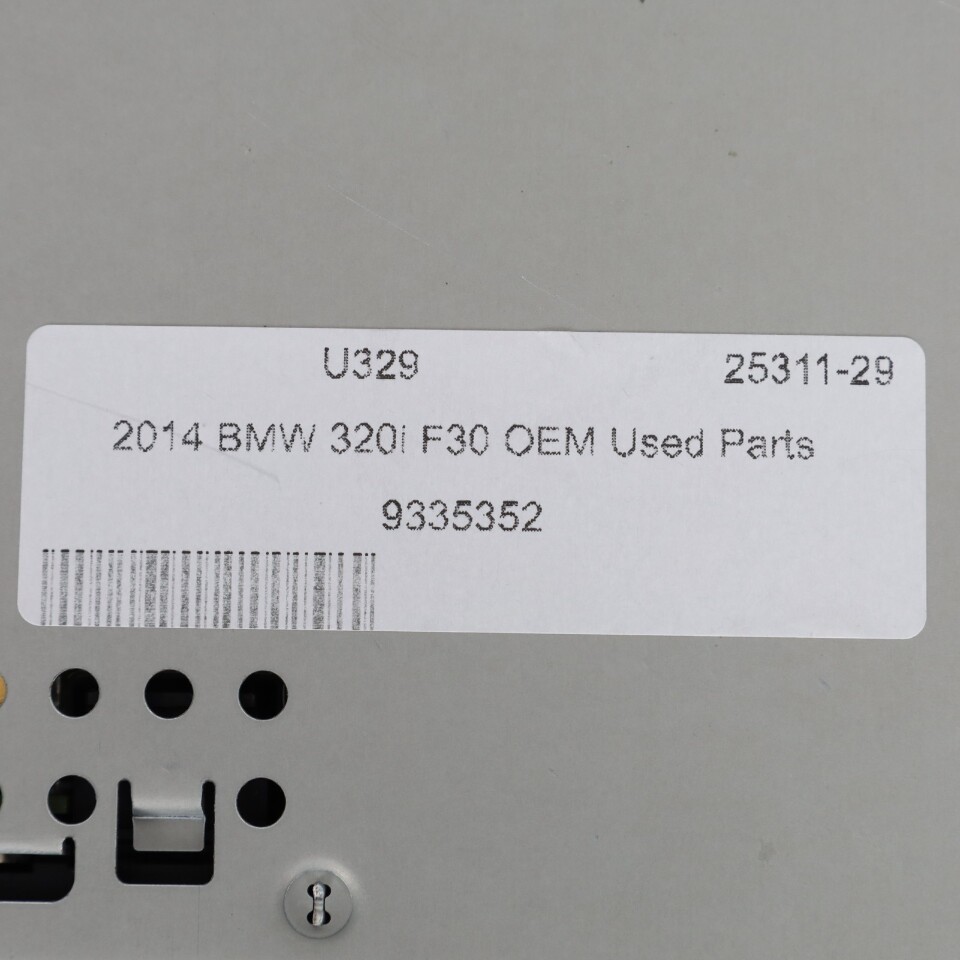 U329 25311-29
2014 BMW 320i F30 OEM Used Parts
9335352